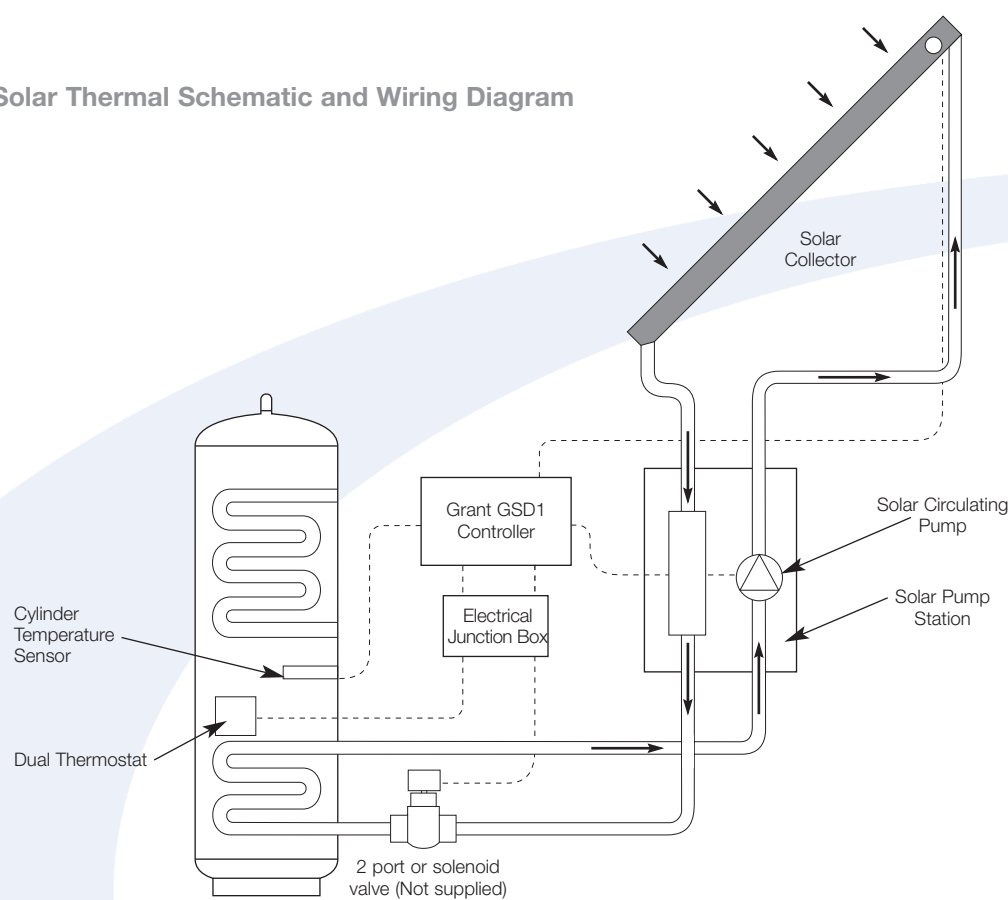 Solar Thermal Schematic and Wiring Diagram
Solar
Collector
Grant GSD1
Controller
Solar Circulating
Pump
Electrical
Junction Box
Solar Pump
Station
Cylinder
Temperature
Sensor
Dual Thermostat
2 port or solenoid
valve (Not supplied)